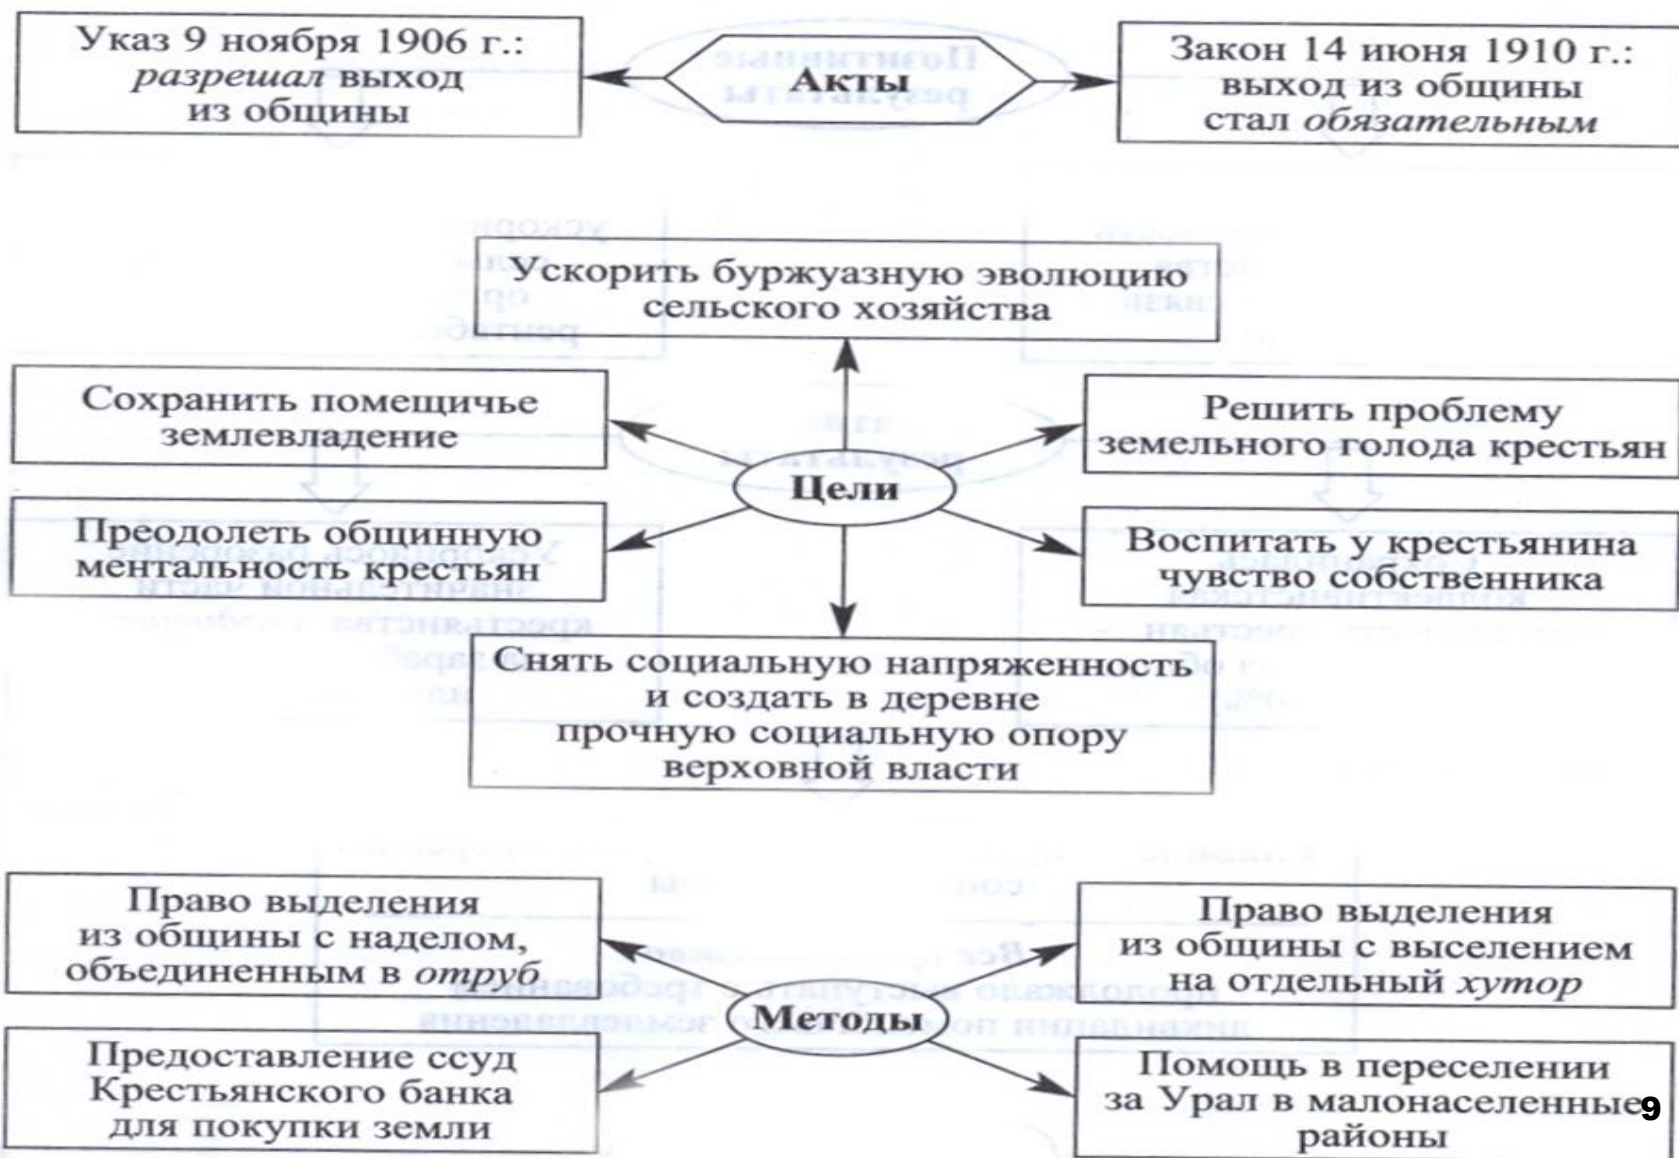 Указ 9 ноября 1906 г.:
разрешал выход
из общины
Акты
Закон 14 июня 1910 г.:
выход из общины
стал обязательным
Ускорить буржуазную эволюцию
сельского хозяйства
Сохранить помещичье
землевладение
Решить проблему
земельного голода крестьян
Цели
Преодолеть общинную
ментальность крестьян
Воспитать у крестьянина
чувство собственника
Снять социальную напряженность
и создать в деревне
прочную социальную опору
верховной власти
Право выделения
из общины с наделом,
объединенным в отруб
Право выделения
из общины с выселением
на отдельный хутор
Методы
Предоставление ссуд
Крестьянского банка
для покупки земли
Помощь в переселении
за Урал в малонаселенные
районы
9